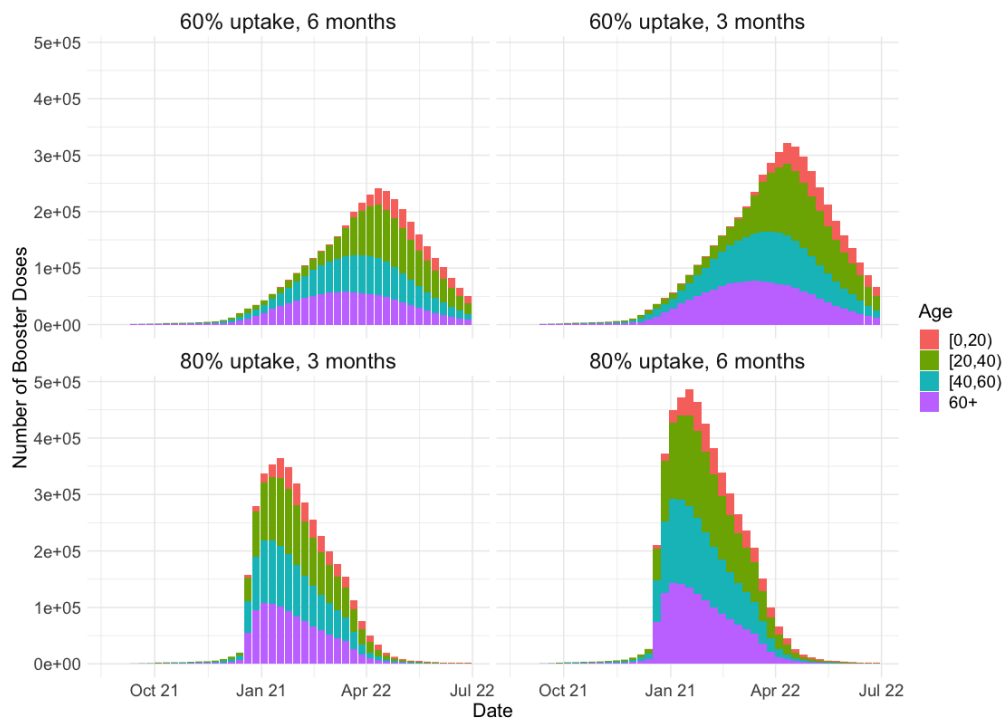 60% uptake, 6 months
60% uptake, 3 months
5e+05
4e+05
3e+05
2e+05
1e+05
0e+00
80% uptake, 3 months
80% uptake, 6 months
5e+05
4e+05
3e+05
2e+05
1e+05
0e+00
Number of Booster Doses
Oct 21
Jan 21
Apr 22
Jul 22
Oct 21
Jan 21
Apr 22
Jul 22
Date
Age
[0,20)
[20,40)
[40,60)
60+